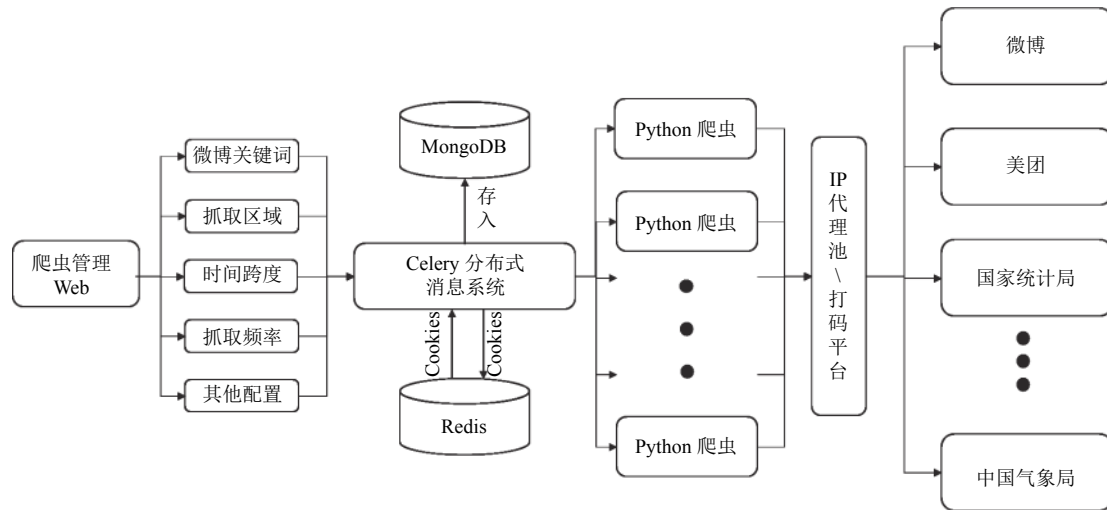 爬虫管理
Web
微博关键词
抓取区域
时间跨度
抓取频率
其他配置
MongoDB
存
入
Celery 分布式
消息系统
Cookies
Cookies
Redis
Python 爬虫
Python 爬虫
Python 爬虫
IP
代
理
池
\
打
码
平
台
微博
美团
国家统计局
中国气象局